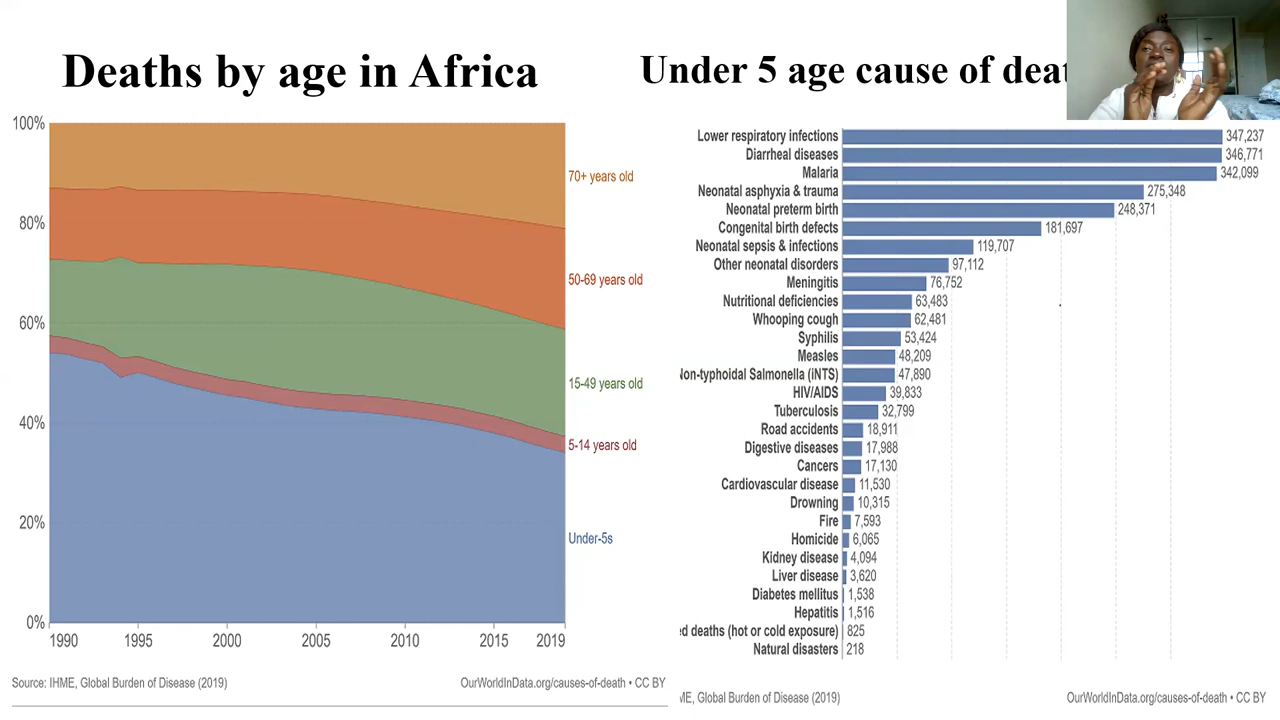 Deaths by age in Africa
100%
80%
60%
40%
20%
0%
1990
1995
2000
2005
2010
2015
2019
70+ years old
50-69 years old
15-49 years old
5-14 years old
Under-5s
Source: IHME, Global Burden of Disease (2019)
OurWorldInData.org/causes-of-death • CC BY
Under 5 age cause of
Lower respiratory infections 347,237
Diarrheal diseases 346,771
Malaria 342,099
Neonatal asphyxia & trauma 275,348
Neonatal preterm birth 248,371
Congenital birth defects 181,697
Neonatal sepsis & infections 119,707
Other neonatal disorders 97,112
Meningitis 76,752
Nutritional deficiencies 63,483
Whooping cough 62,481
Syphilis 53,424
Measles 48,209
Salmonella (iNTS) 47,890
HIV/AIDS 39,833
Tuberculosis 32,799
Road accidents 18,911
Digestive diseases 17,988
Cancers 17,130
Cardiovascular disease 11,530
Drowning 10,315
Fire 7,593
Homicide 6,065
Kidney disease 4,094
Liver disease 3,620
Diabetes mellitus 1,538
Hepatitis 1,516
deaths (hot or cold exposure) 825
Natural disasters 218
Global Burden of Disease (2019)
OurWorldInData.org/causes-of-death • CC BY